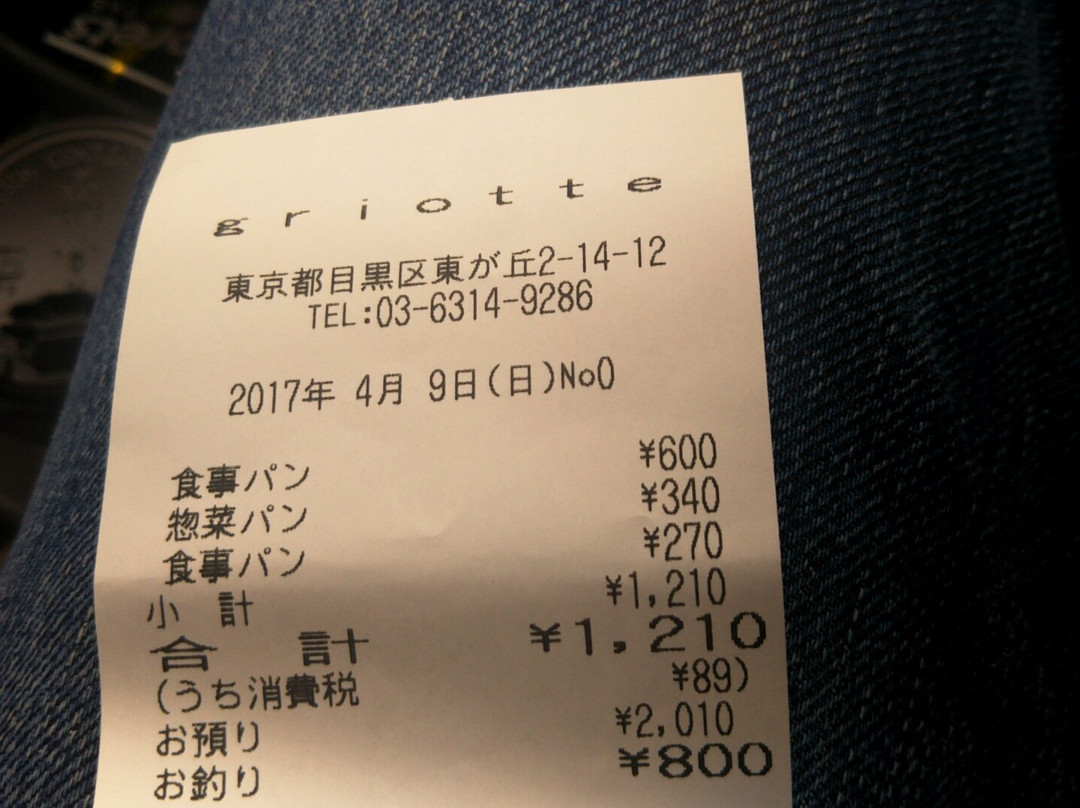 griotte
東京都目黒区東が丘2-14-12
TEL:03-6314-9286
2017年 4月 9日(日)No0
食事パン ¥600
惣菜パン ¥340
食事パン ¥270
小 計 ¥1,210
合 計 ¥1,210
(うち消費税 ¥89)
お預り ¥2,010
お釣り ¥800